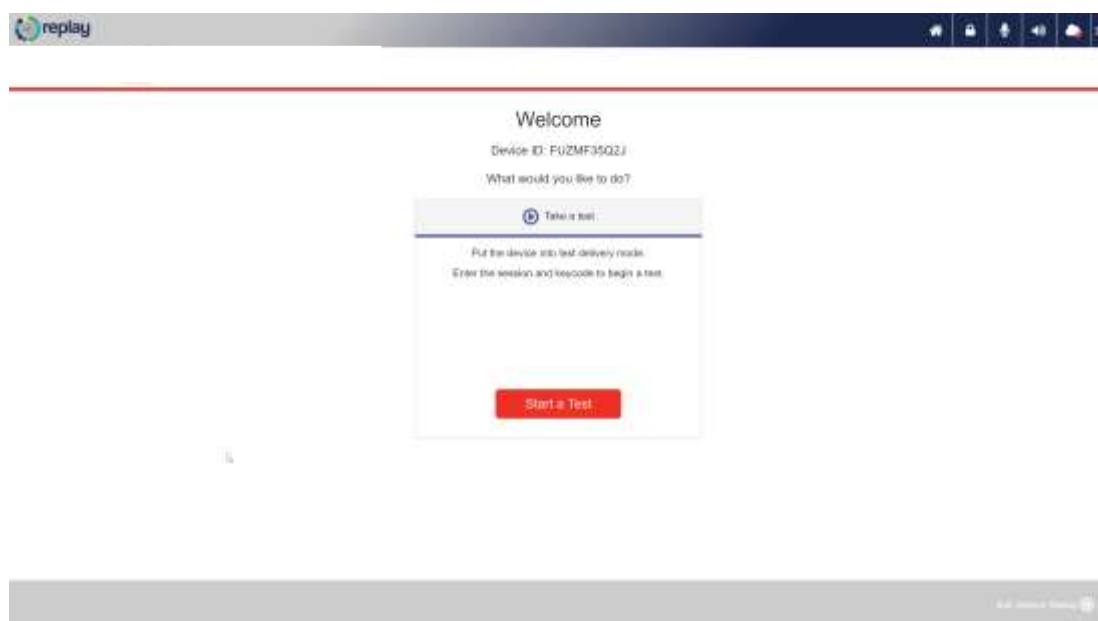 replay
Welcome
Device ID: FUZMF35Q2J
What would you like to do?
Take a test
Put the device into test delivery mode.
Enter the session and keycode to begin a test.
Start a Test